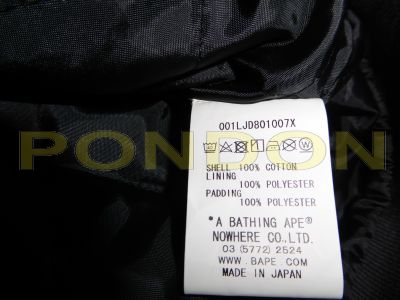 001LJD801007X
SHELL 100% COTTON
LINING
100% POLYESTER
PADDING
100% POLYESTER
PONDON
"A BATHING APE®
NOWHERE CO.,LTD.
03 (5772) 2524
WWW.BAPE.COM
MADE IN JAPAN